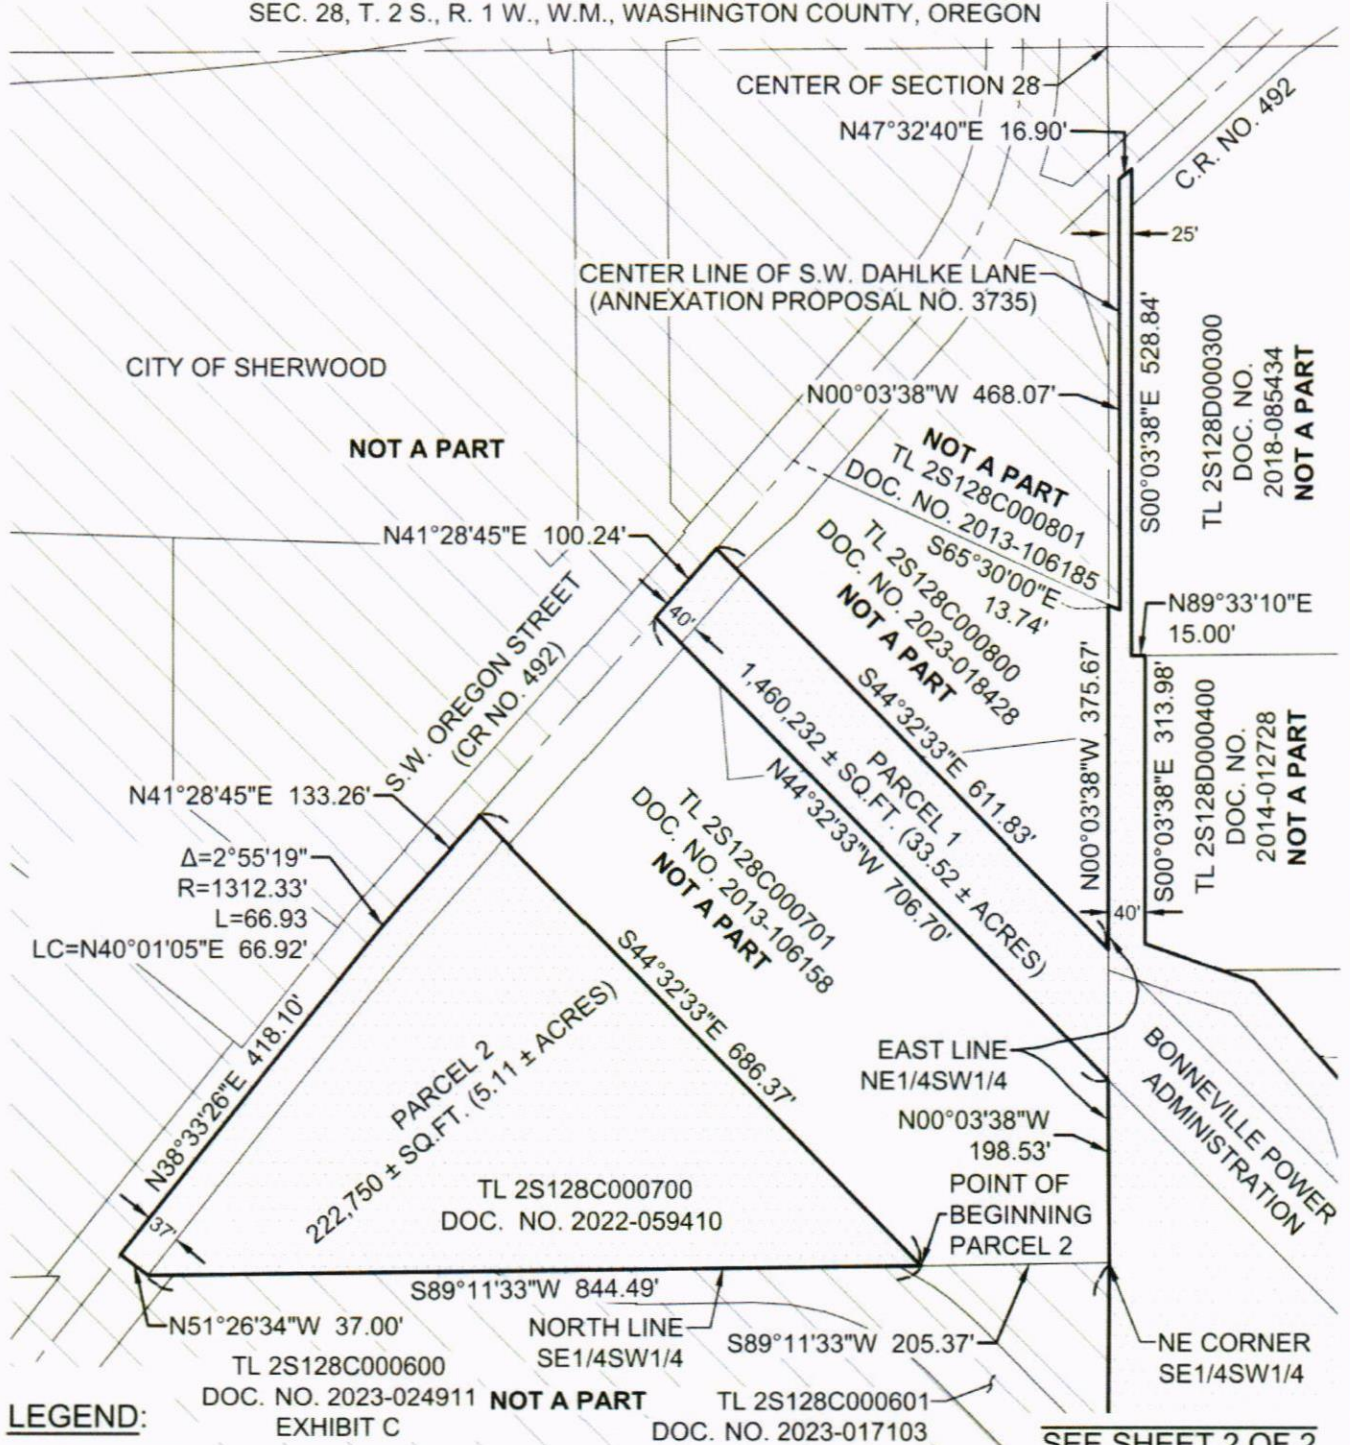 SEC. 28, T. 2 S., R. 1 W., W.M., WASHINGTON COUNTY, OREGON
CENTER OF SECTION 28
N47°32'40"E 16.90'
C.R. NO. 492
25'
CENTER LINE OF S.W. DAHLKE LANE
(ANNEXATION PROPOSAL NO. 3735)
S00°03'38"E 528.84'
TL 2S128D000300
DOC. NO.
2018-085434
NOT A PART
CITY OF SHERWOOD
N00°03'38"W 468.07'
NOT A PART
NOT A PART
TL 2S128C000801
DOC. NO. 2013-106185
S65°30'00"E
13.74'
TL 2S128C000800
DOC. NO. 2023-018428
NOT A PART
N41°28'45"E 100.24'
40'
N89°33'10"E
15.00'
S.W. OREGON STREET
(CR NO. 492)
S44°32'33"E 611.83'
PARCEL 1
1,460,232 ± SQ.FT. (33.52 ± ACRES)
N44°32'33"W 706.70'
N00°03'38"W 375.67'
S00°03'38"E 313.98'
TL 2S128D000400
DOC. NO.
2014-012728
NOT A PART
40'
N41°28'45"E 133.26'
Δ=2°55'19"
R=1312.33'
L=66.93
LC=N40°01'05"E 66.92'
TL 2S128C000701
DOC. NO. 2013-106158
NOT A PART
S44°32'33"E 686.37'
N38°33'26"E 418.10'
PARCEL 2
222,750 ± SQ.FT. (5.11 ± ACRES)
EAST LINE
NE1/4SW1/4
BONNEVILLE POWER
ADMINISTRATION
N00°03'38"W
198.53'
TL 2S128C000700
DOC. NO. 2022-059410
POINT OF
BEGINNING
PARCEL 2
37'
S89°11'33"W 844.49'
N51°26'34"W 37.00'
NORTH LINE
SE1/4SW1/4
S89°11'33"W 205.37'
NE CORNER
SE1/4SW1/4
TL 2S128C000600
DOC. NO. 2023-024911
EXHIBIT C
NOT A PART
TL 2S128C000601
DOC. NO. 2023-017103
LEGEND:
SEE SHEET 2 OF 2